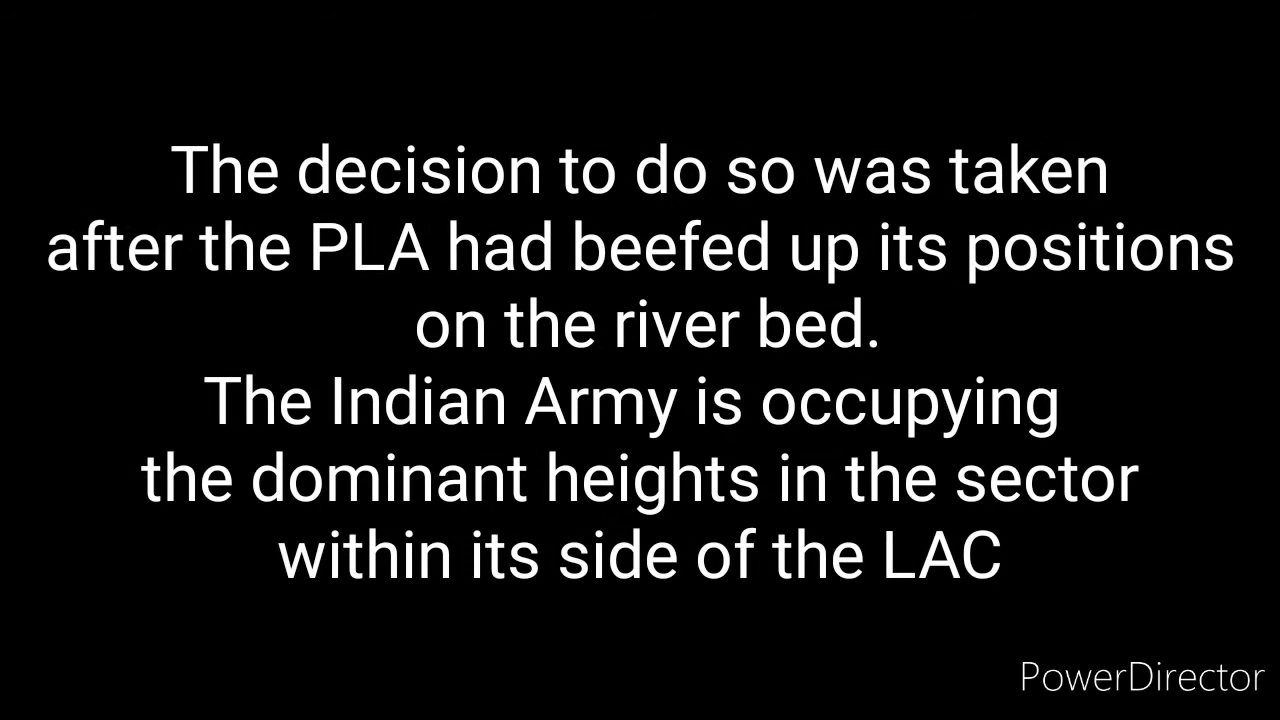 The decision to do so was taken
after the PLA had beefed up its positions
on the river bed.
The Indian Army is occupying
the dominant heights in the sector
within its side of the LAC
PowerDirector